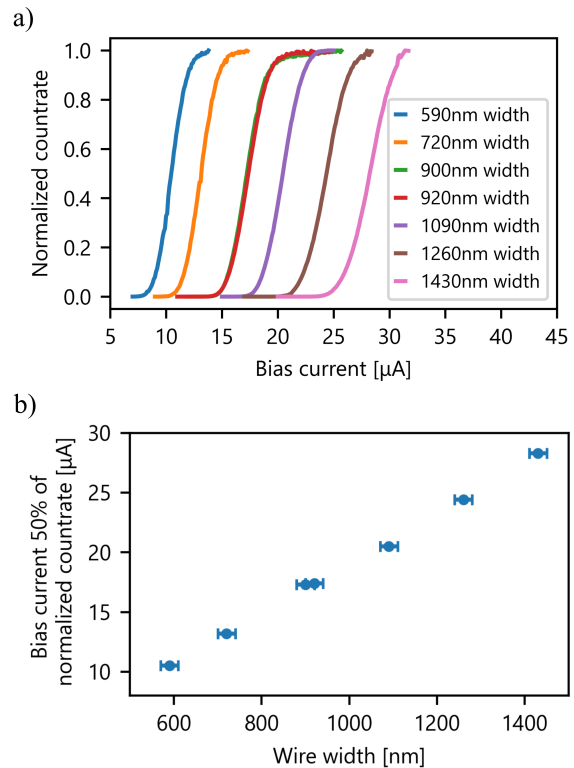 a)
1.0
0.8
0.6
0.4
0.2
0.0
Normalized countrate
590nm width
720nm width
900nm width
920nm width
1090nm width
1260nm width
1430nm width
5 10 15 20 25 30 35 40 45
Bias current [µA]
b)
30
25
20
15
10
Bias current 50% of
normalized countrate [µA]
600 800 1000 1200 1400
Wire width [nm]